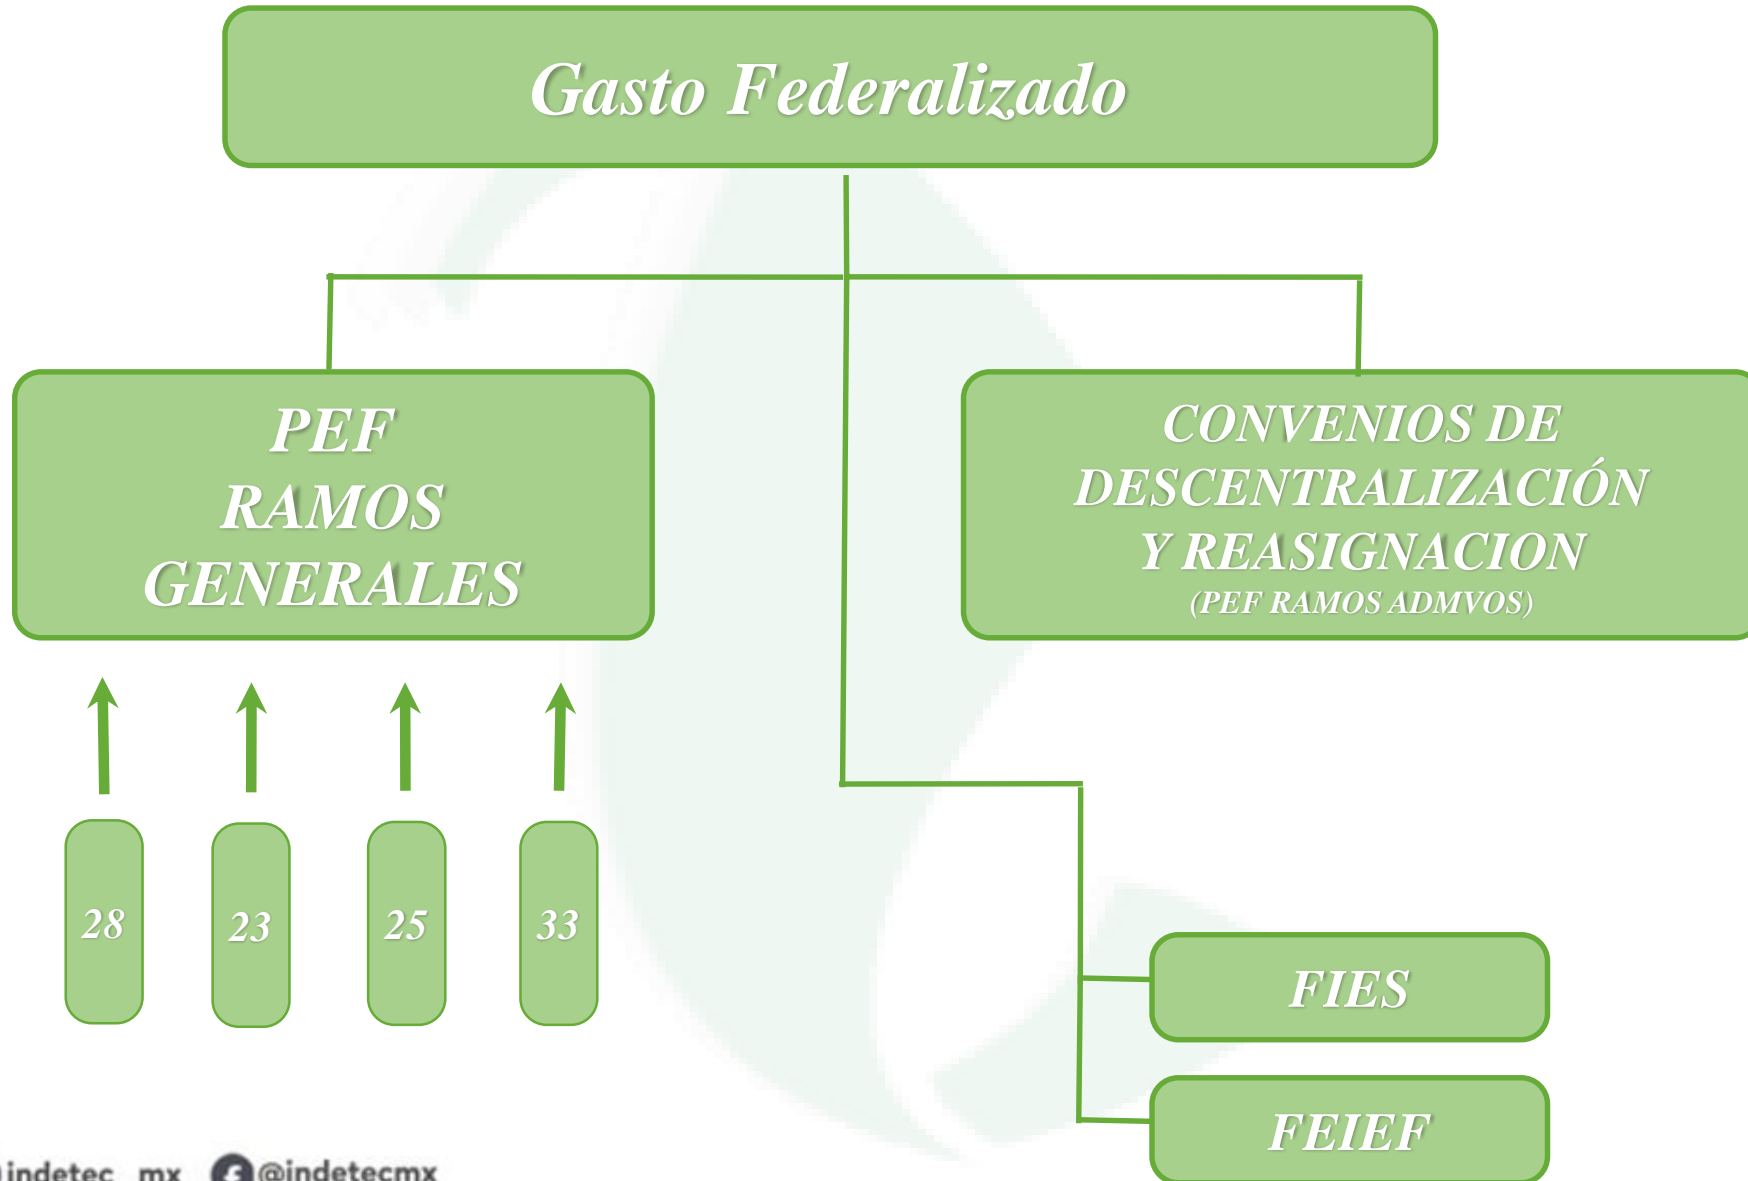 Gasto Federalizado
PEF
RAMOS
GENERALES
CONVENIOS DE
DESCENTRALIZACIÓN
Y REASIGNACION
(PEF RAMOS ADMVOS)
28
23
25
33
FIES
FEIEF
indetec_mx @indetecmx